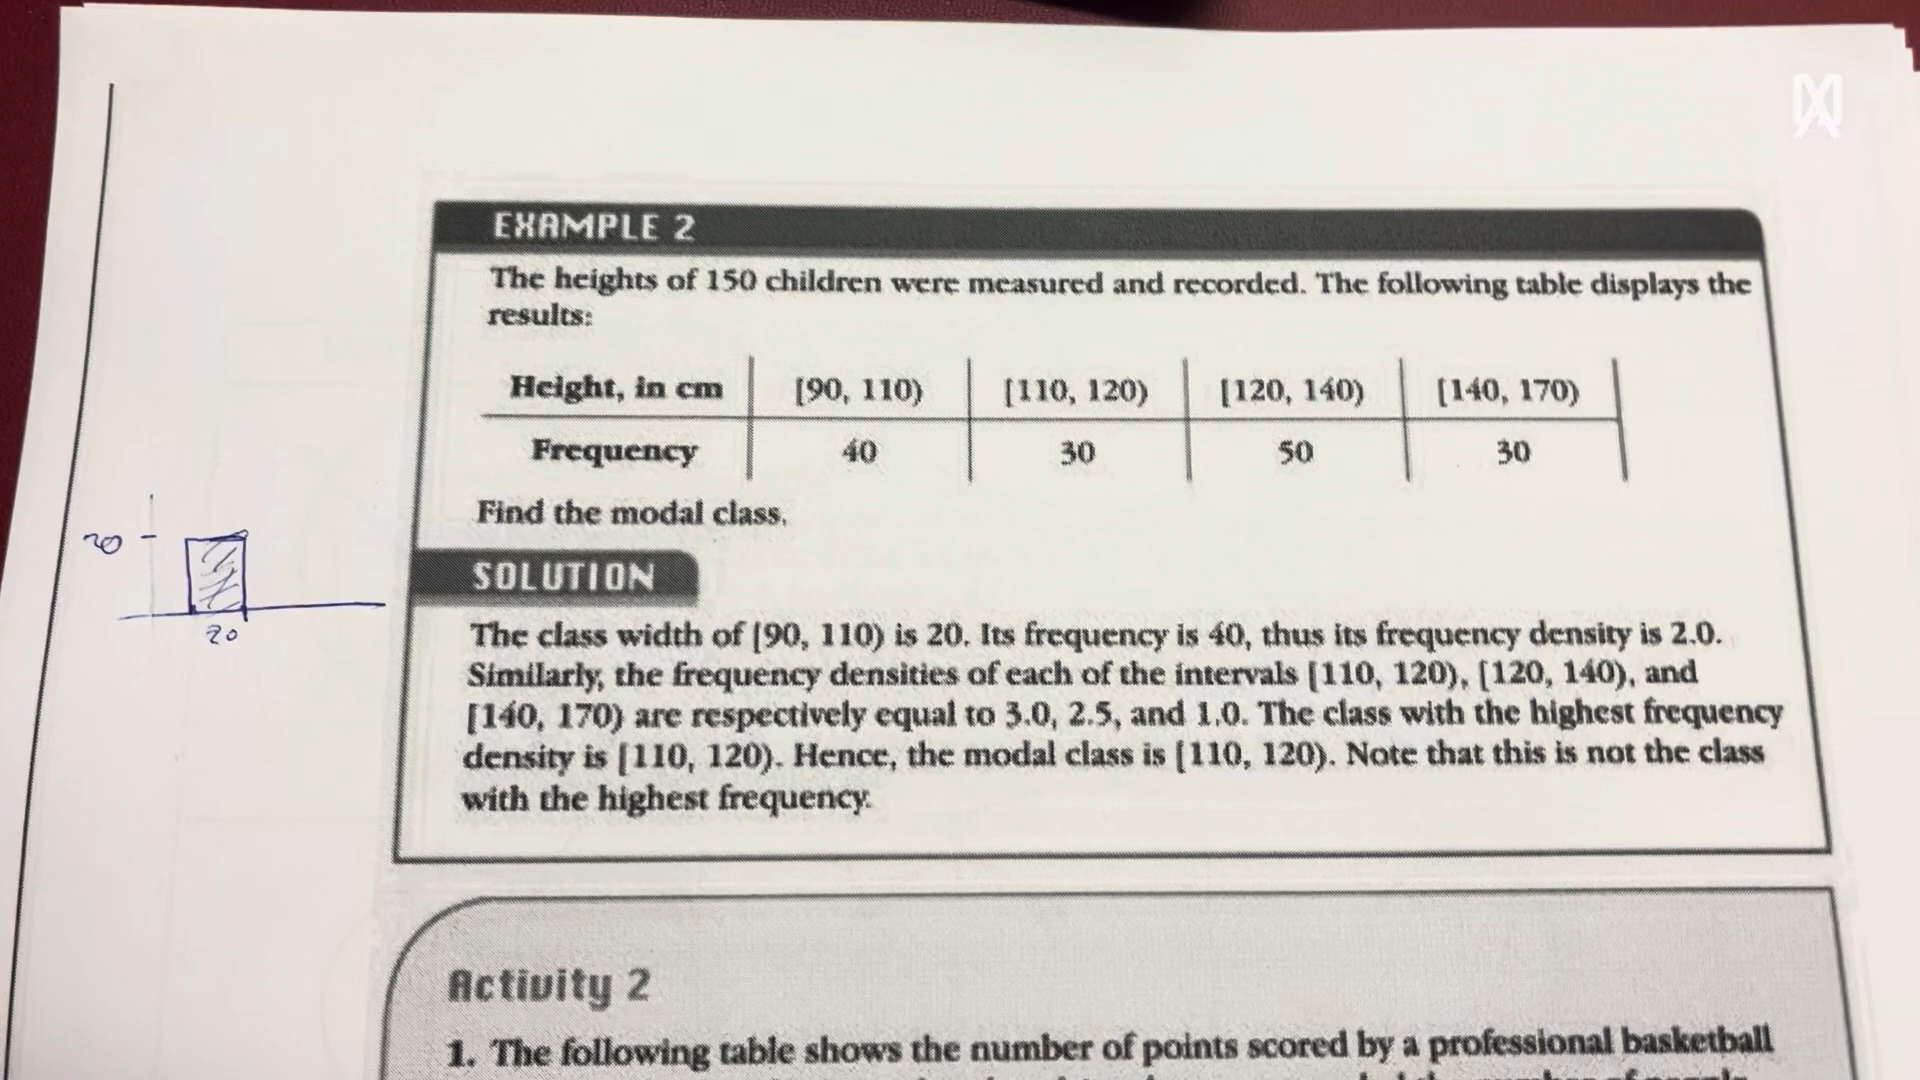 EXAMPLE 2
The heights of 150 children were measured and recorded. The following table displays the
results:
Height, in cm [90, 110) [110, 120) [120, 140) [140, 170)
Frequency 40 30 50 30
Find the modal class.
20
20
SOLUTION
The class width of [90, 110) is 20. Its frequency is 40, thus its frequency density is 2.0.
Similarly, the frequency densities of each of the intervals [110, 120), [120, 140), and
[140, 170) are respectively equal to 3.0, 2.5, and 1.0. The class with the highest frequency
density is [110, 120). Hence, the modal class is [110, 120). Note that this is not the class
with the highest frequency.
Activity 2
1. The following table shows the number of points scored by a professional basketball